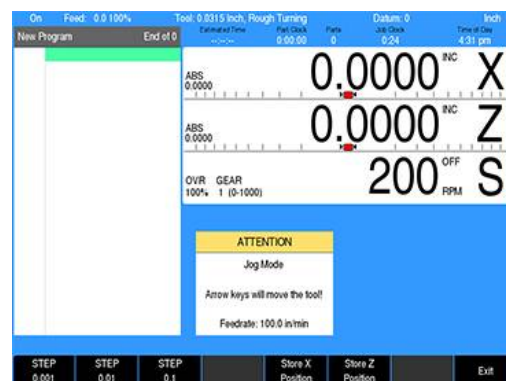 On Feed: 0.0 100% Tool: 0.0315 Inch, Rough Turning Datum: 0 Inch
New Program End of 0
Estimated Time Part Clock Parts Job Clock Time of Day
--:--:-- 0:00:00 0 0:24 4:31 pm
ABS 0.0000 0.0000 INC X
ABS 0.0000 0.0000 INC Z
OVR GEAR 200 OFF S
100% 1 (0-1000) RPM
ATTENTION
Jog Mode
Arrow keys will move the tool!
Feedrate: 100.0 in/min
STEP 0.001
STEP 0.01
STEP 0.1
Store X Position
Store Z Position
Exit